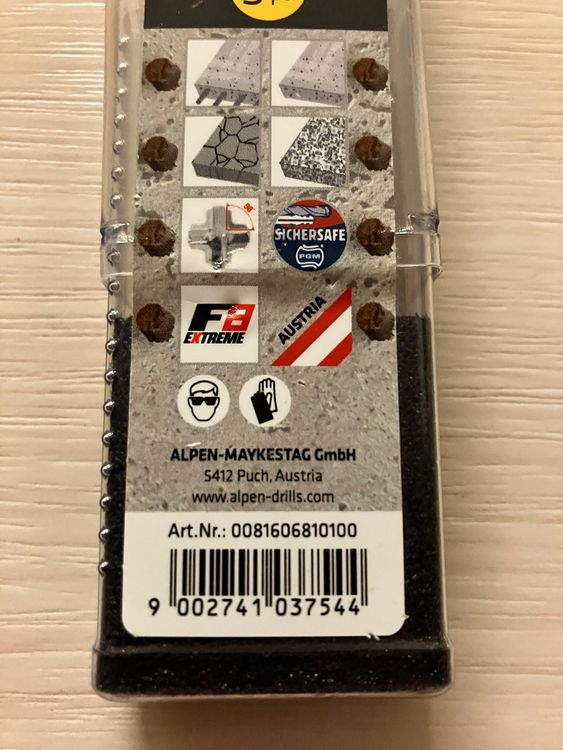 90°
SICHERSAFE
PGM
F8
EXTREME
AUSTRIA
ALPEN-MAYKESTAG GmbH
5412 Puch, Austria
www.alpen-drills.com
Art.Nr.: 0081606810100
9 002741 037544